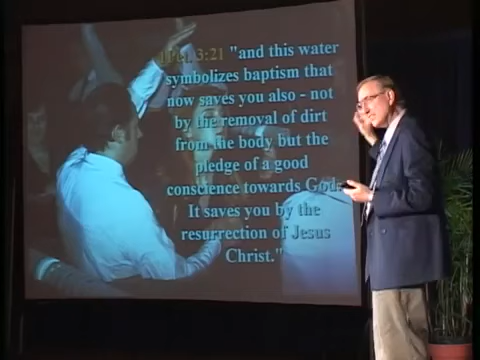 1 Pet. 3:21 "and this water
symbolizes baptism that
now saves you also - not
by the removal of dirt
from the body but the
pledge of a good
conscience towards God.
It saves you by the
resurrection of Jesus
Christ."